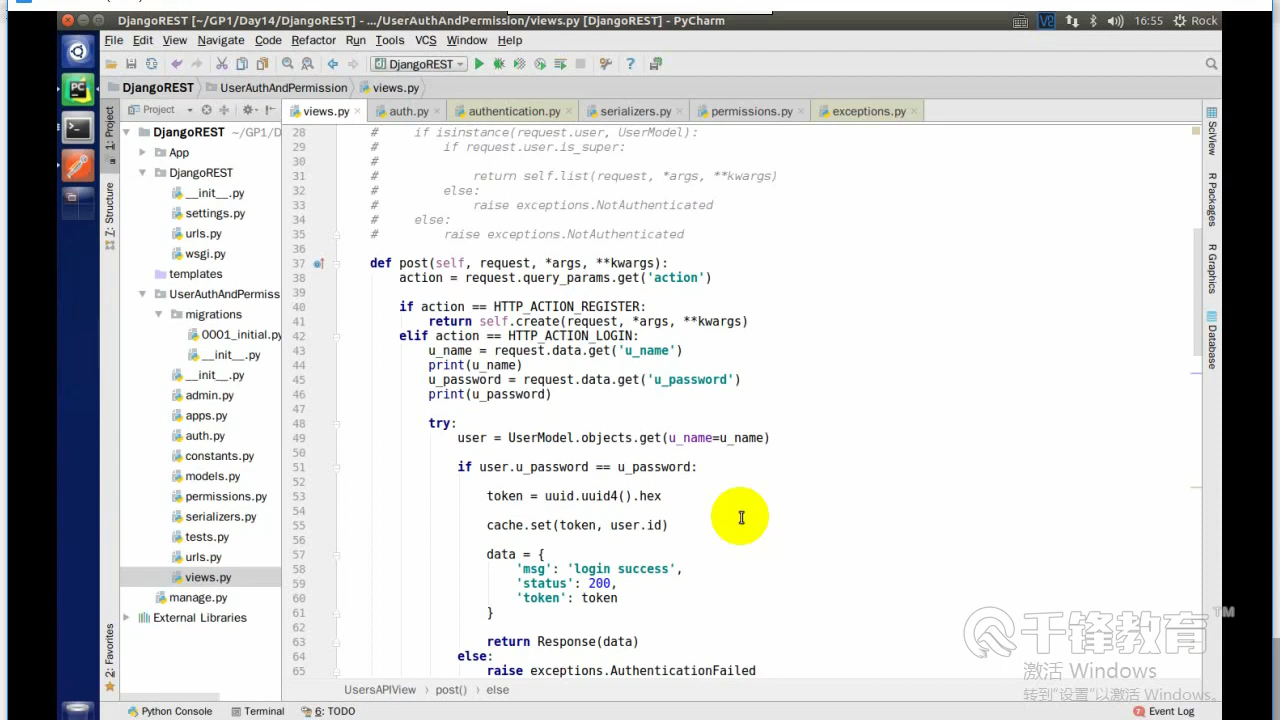 DjangoREST [~/GP1/Day14/DjangoREST] - .../UserAuthAndPermission/views.py [DjangoREST] - PyCharm
16:55
Rock
File Edit View Navigate Code Refactor Run Tools VCS Window Help
DjangoREST
DjangoREST UserAuthAndPermission views.py
Project
views.py auth.py authentication.py serializers.py permissions.py exceptions.py
1: Project
7: Structure
2: Favorites
DjangoREST ~/GP1/D
App
DjangoREST
__init__.py
settings.py
urls.py
wsgi.py
templates
UserAuthAndPermiss
migrations
0001_initial.py
__init__.py
__init__.py
admin.py
apps.py
auth.py
constants.py
models.py
permissions.py
serializers.py
tests.py
urls.py
views.py
manage.py
External Libraries
28 # if isinstance(request.user, UserModel):
29 # if request.user.is_super:
30 #
31 # return self.list(request, *args, **kwargs)
32 # else:
33 # raise exceptions.NotAuthenticated
34 # else:
35 # raise exceptions.NotAuthenticated
36
37 def post(self, request, *args, **kwargs):
38 action = request.query_params.get('action')
39
40 if action == HTTP_ACTION_REGISTER:
41 return self.create(request, *args, **kwargs)
42 elif action == HTTP_ACTION_LOGIN:
43 u_name = request.data.get('u_name')
44 print(u_name)
45 u_password = request.data.get('u_password')
46 print(u_password)
47
48 try:
49 user = UserModel.objects.get(u_name=u_name)
50
51 if user.u_password == u_password:
52
53 token = uuid.uuid4().hex
54
55 cache.set(token, user.id)
56
57 data = {
58 'msg': 'login success',
59 'status': 200,
60 'token': token
61 }
62
63 return Response(data)
64 else:
65 raise exceptions.AuthenticationFailed
SciView
R Packages
R Graphics
Database
UsersAPIView post() else
Python Console Terminal 6: TODO
Event Log
千锋教育™
激活 Windows
转到"设置"以激活 Windows。